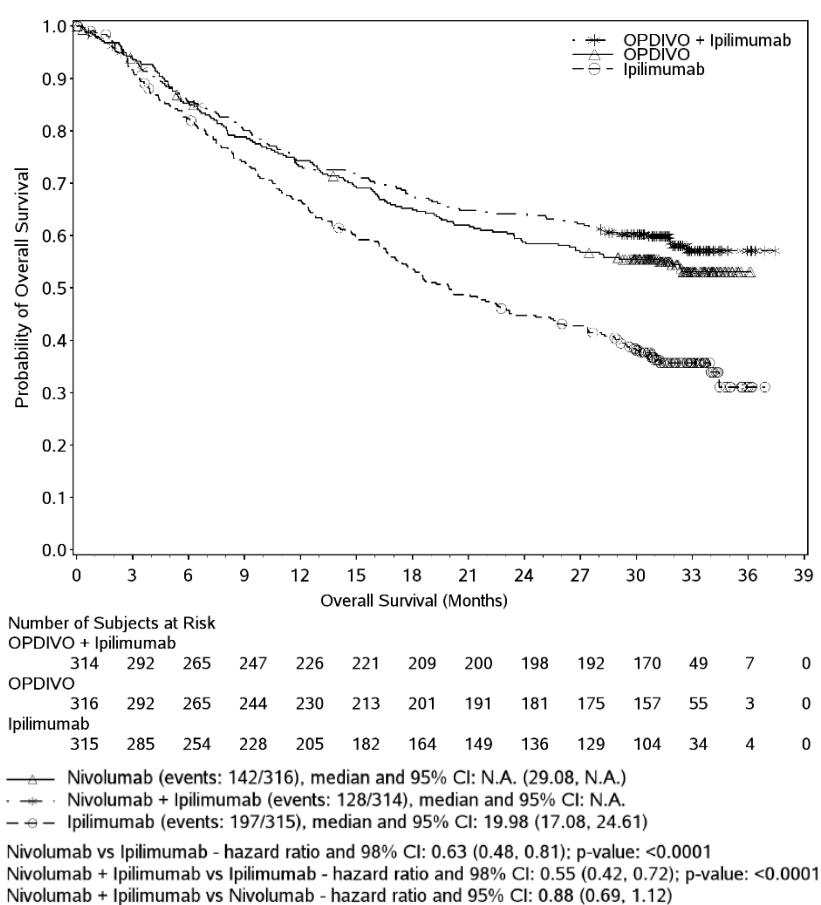 1.0
0.9
0.8
0.7
0.6
0.5
0.4
0.3
0.2
0.1
0.0
Probability of Overall Survival
OPDIVO + Ipilimumab
OPDIVO
Ipilimumab
0 3 6 9 12 15 18 21 24 27 30 33 36 39
Overall Survival (Months)
Number of Subjects at Risk
OPDIVO + Ipilimumab
314 292 265 247 226 221 209 200 198 192 170 49 7 0
OPDIVO
316 292 265 244 230 213 201 191 181 175 157 55 3 0
Ipilimumab
315 285 254 228 205 182 164 149 136 129 104 34 4 0
Nivolumab (events: 142/316), median and 95% CI: N.A. (29.08, N.A.)
Nivolumab + Ipilimumab (events: 128/314), median and 95% CI: N.A.
Ipilimumab (events: 197/315), median and 95% CI: 19.98 (17.08, 24.61)
Nivolumab vs Ipilimumab - hazard ratio and 98% CI: 0.63 (0.48, 0.81); p-value: <0.0001
Nivolumab + Ipilimumab vs Ipilimumab - hazard ratio and 98% CI: 0.55 (0.42, 0.72); p-value: <0.0001
Nivolumab + Ipilimumab vs Nivolumab - hazard ratio and 95% CI: 0.88 (0.69, 1.12)